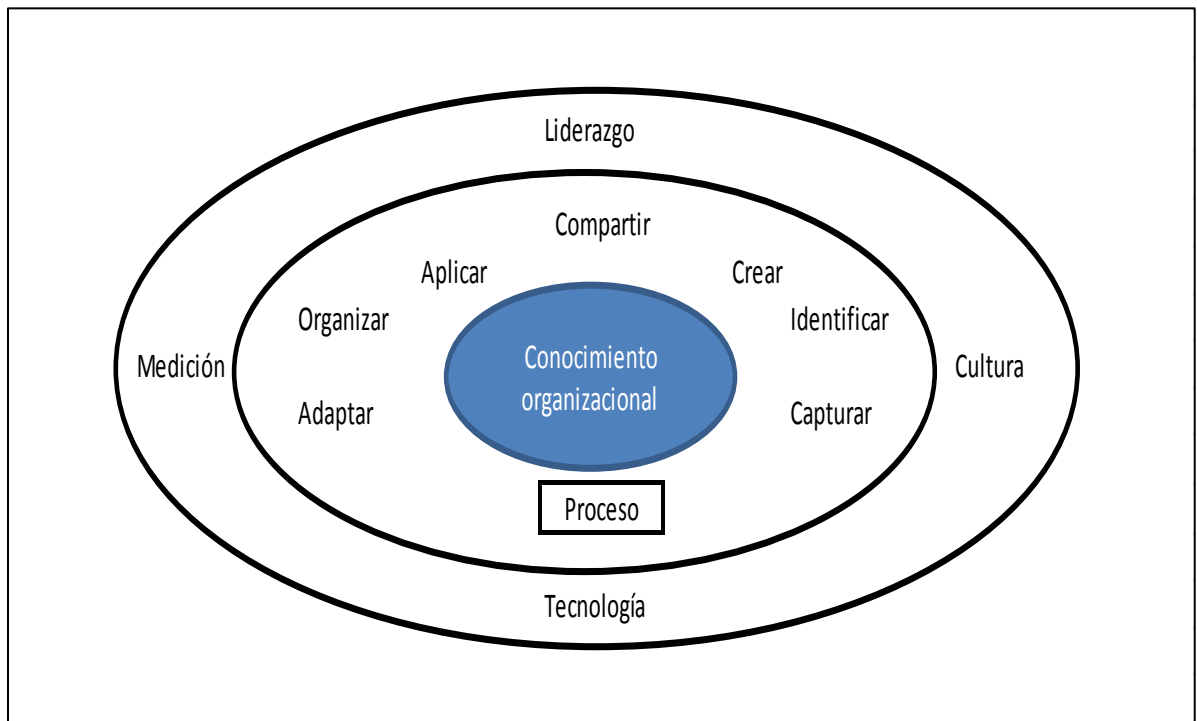 Liderazgo
Compartir
Aplicar
Crear
Organizar
Identificar
Medición
Conocimiento
organizacional
Cultura
Adaptar
Capturar
Proceso
Tecnología